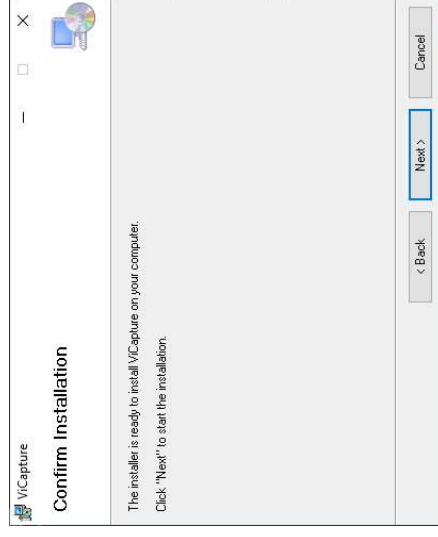 ViCapture
Confirm Installation
The installer is ready to install ViCapture on your computer.
Click "Next" to start the installation.
< Back
Next >
Cancel